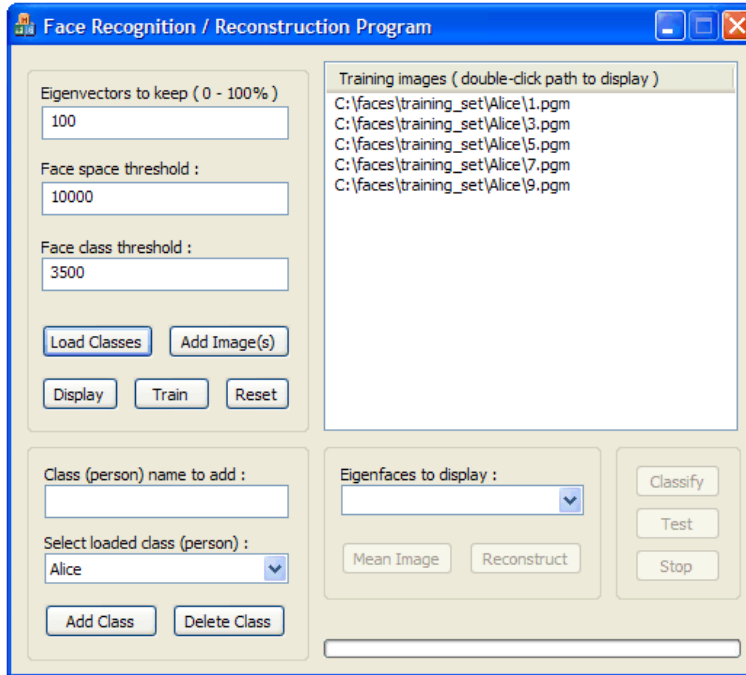 Face Recognition / Reconstruction Program
Eigenvectors to keep ( 0 - 100% )
100
Face space threshold :
10000
Face class threshold :
3500
Load Classes Add Image(s)
Display Train Reset
Training images ( double-click path to display )
C:\faces\training_set\Alice\1.pgm
C:\faces\training_set\Alice\3.pgm
C:\faces\training_set\Alice\5.pgm
C:\faces\training_set\Alice\7.pgm
C:\faces\training_set\Alice\9.pgm
Class (person) name to add :
Select loaded class (person) :
Alice
Add Class Delete Class
Eigenfaces to display :
Mean Image Reconstruct
Classify
Test
Stop